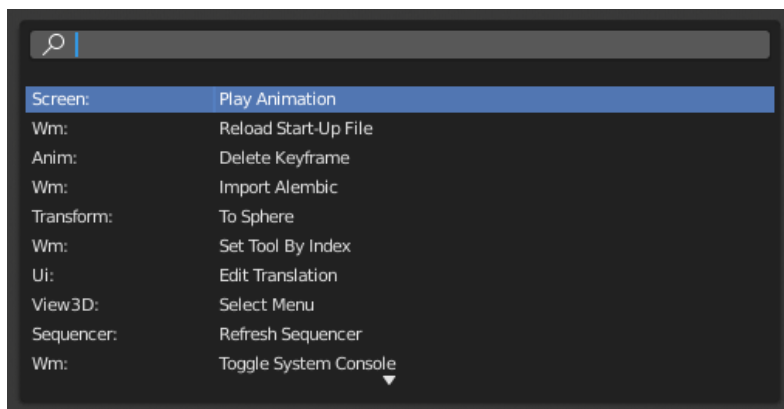 Screen: Play Animation
Wm: Reload Start-Up File
Anim: Delete Keyframe
Wm: Import Alembic
Transform: To Sphere
Wm: Set Tool By Index
Ui: Edit Translation
View3D: Select Menu
Sequencer: Refresh Sequencer
Wm: Toggle System Console